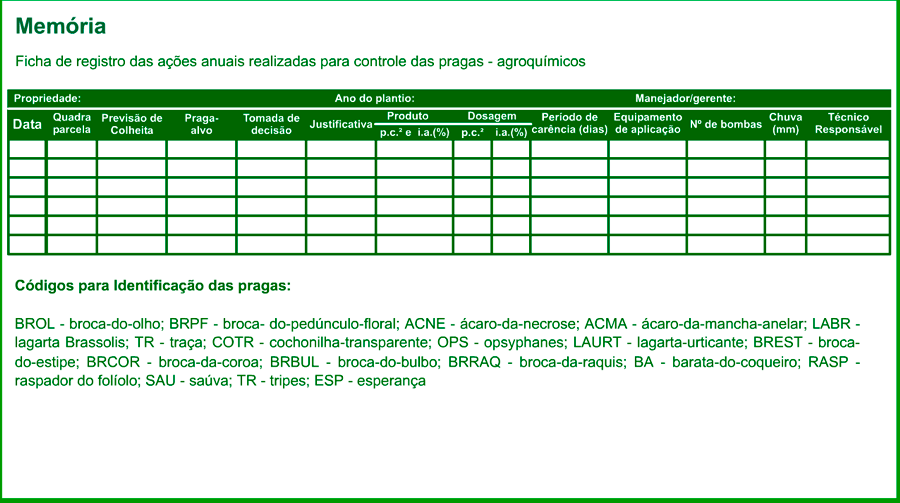 Memória
Ficha de registro das ações anuais realizadas para controle das pragas - agroquímicos
Propriedade: Ano do plantio: Manejador/gerente:
Data Quadra parcela Previsão de Colheita Praga-alvo Tomada de decisão Justificativa Produto p.c.² e i.a.(%) Dosagem p.c.² i.a.(%) Período de carência (dias) Equipamento de aplicação Nº de bombas Chuva (mm) Técnico Responsável
Códigos para Identificação das pragas:
BROL - broca-do-olho; BRPF - broca- do-pedúnculo-floral; ACNE - ácaro-da-necrose; ACMA - ácaro-da-mancha-anelar; LABR -
lagarta Brassolis; TR - traça; COTR - cochonilha-transparente; OPS - opsyphanes; LAURT - lagarta-urticante; BREST - broca-
do-estipe; BRCOR - broca-da-coroa; BRBUL - broca-do-bulbo; BRRAQ - broca-da-raquis; BA - barata-do-coqueiro; RASP -
raspador do folíolo; SAU - saúva; TR - tripes; ESP - esperança